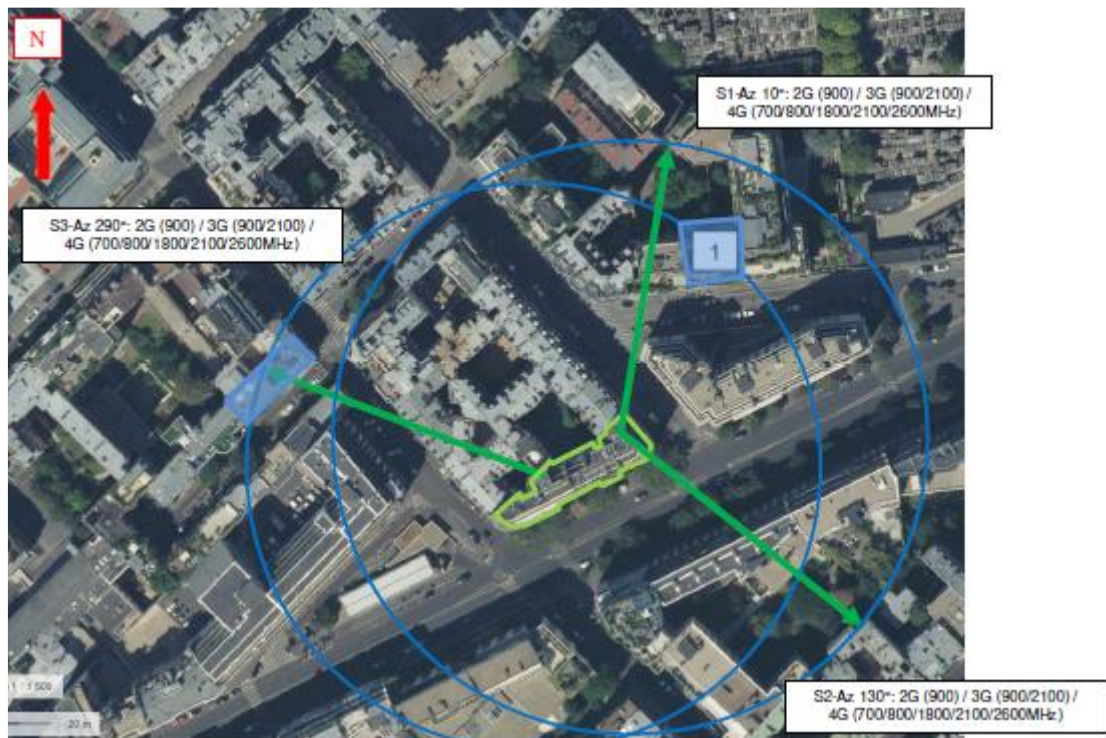 N
S1-Az 10°: 2G (900) / 3G (900/2100) /
4G (700/800/1800/2100/2600MHz)
S3-Az 290°: 2G (900) / 3G (900/2100) /
4G (700/800/1800/2100/2600MHz)
1
S2-Az 130°: 2G (900) / 3G (900/2100) /
4G (700/800/1800/2100/2600MHz)
20 m